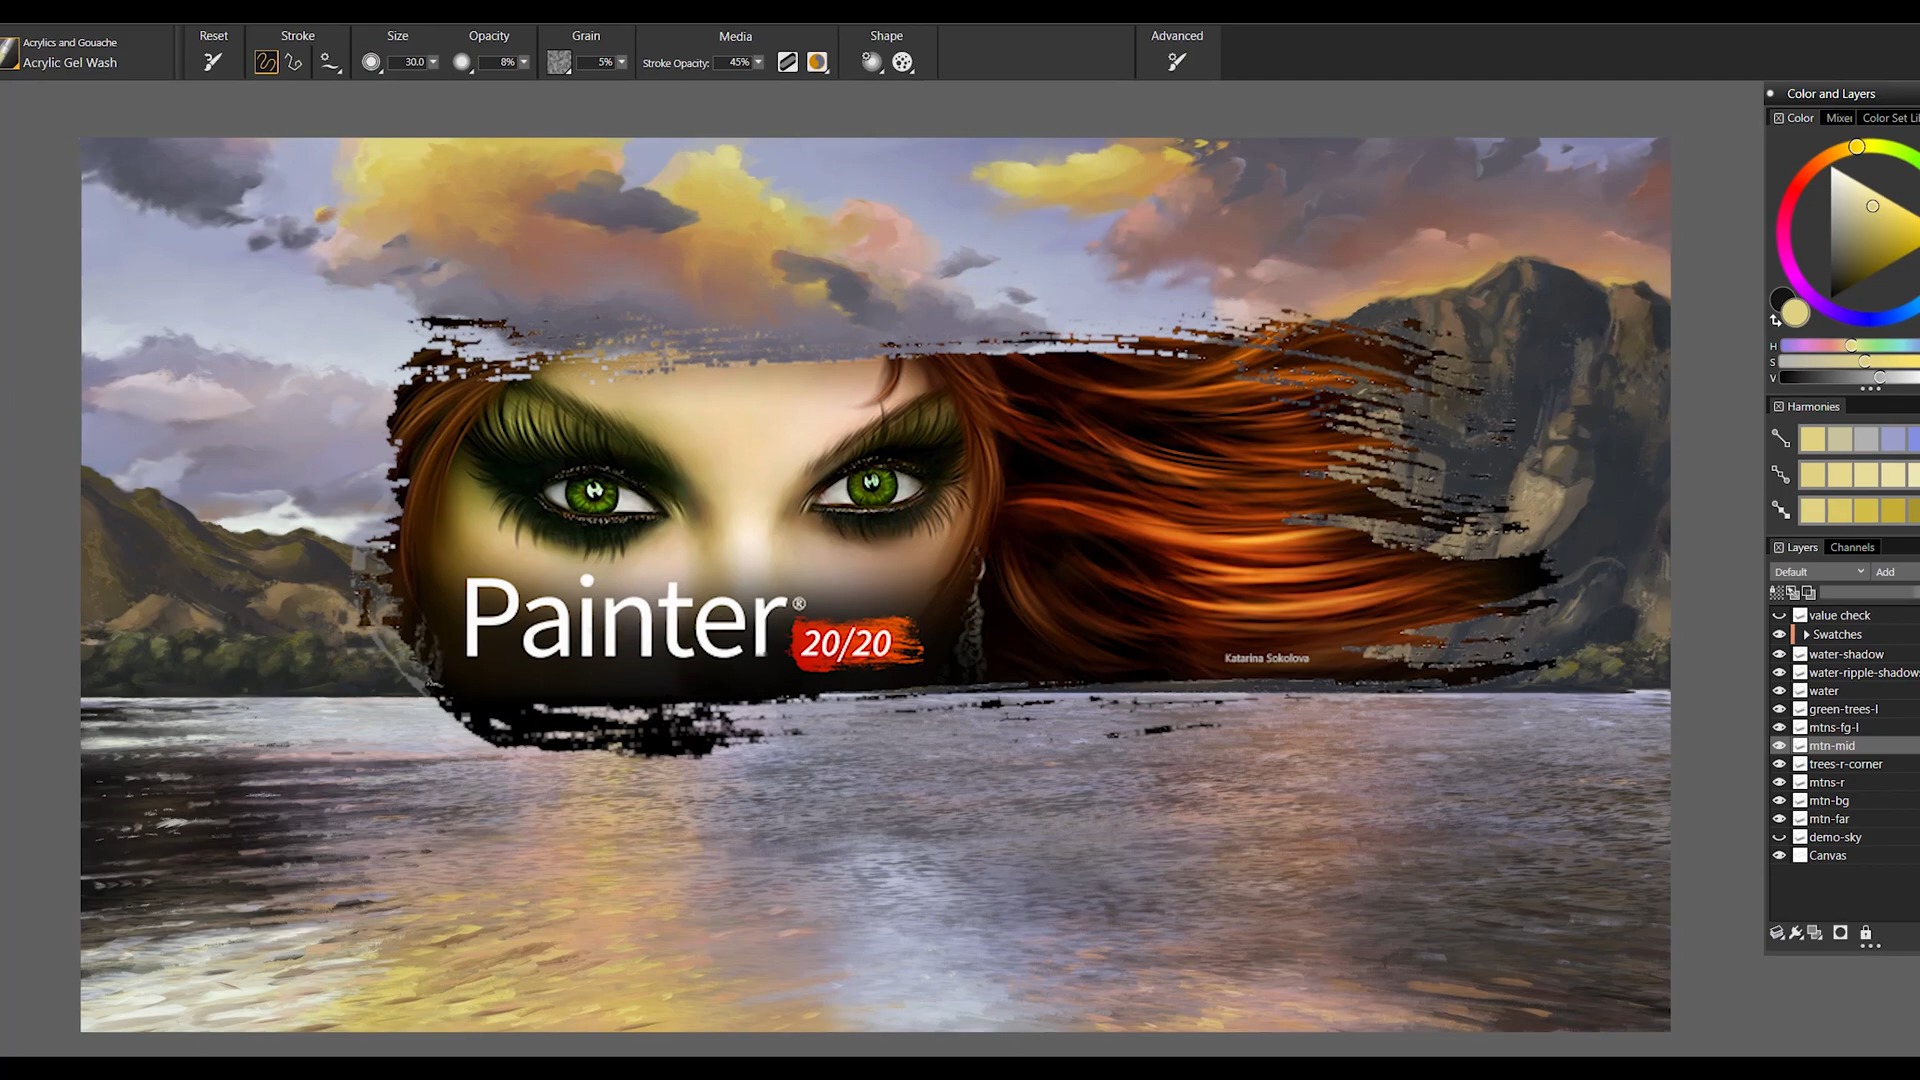 Reset
Stroke
Size
Opacity
Grain
Media
Shape
Advanced
Acrylics and Gouache
Acrylic Gel Wash
30.0
8%
5%
Stroke Opacity: 45%
Color and Layers
Color
Mixer
Color Set Li
H
S
V
Harmonies
Layers
Channels
Default
Add
value check
Swatches
water-shadow
water-ripple-shadows
water
green-trees-l
mtns-fg-l
mtn-mid
trees-r-corner
mtns-r
mtn-bg
mtn-far
demo-sky
Canvas
Painter®
20/20
Katarina Sokolova